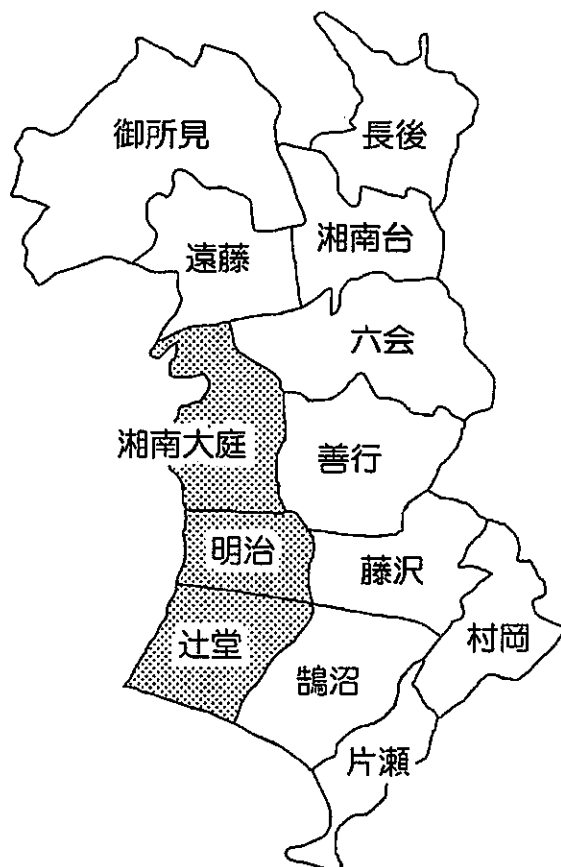 御所見
長後
遠藤
湘南台
六会
湘南大庭
善行
明治
藤沢
辻堂
村岡
鵠沼
片瀬